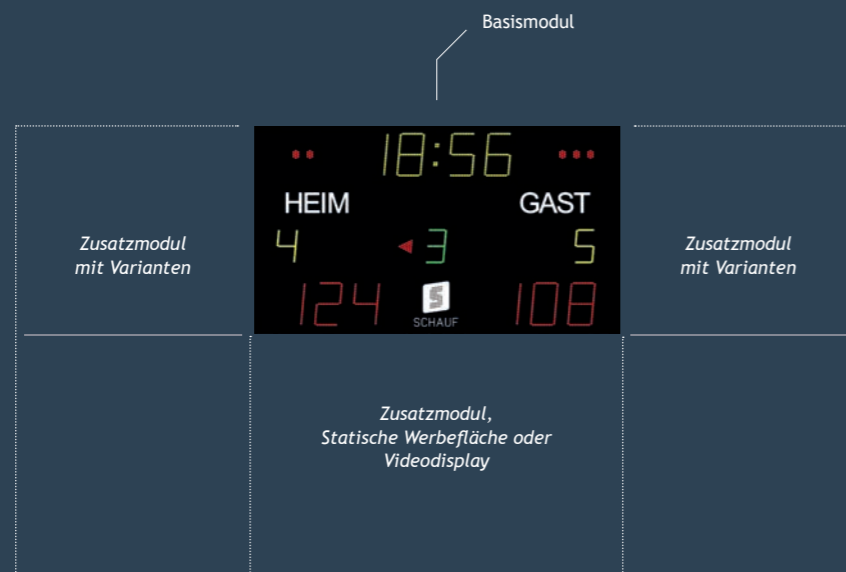 Basismodul
18:56
HEIM GAST
4 3 5
124 108
S
SCHAUF
Zusatzmodul
mit Varianten
Zusatzmodul
mit Varianten
Zusatzmodul,
Statische Werbefläche oder
Videodisplay